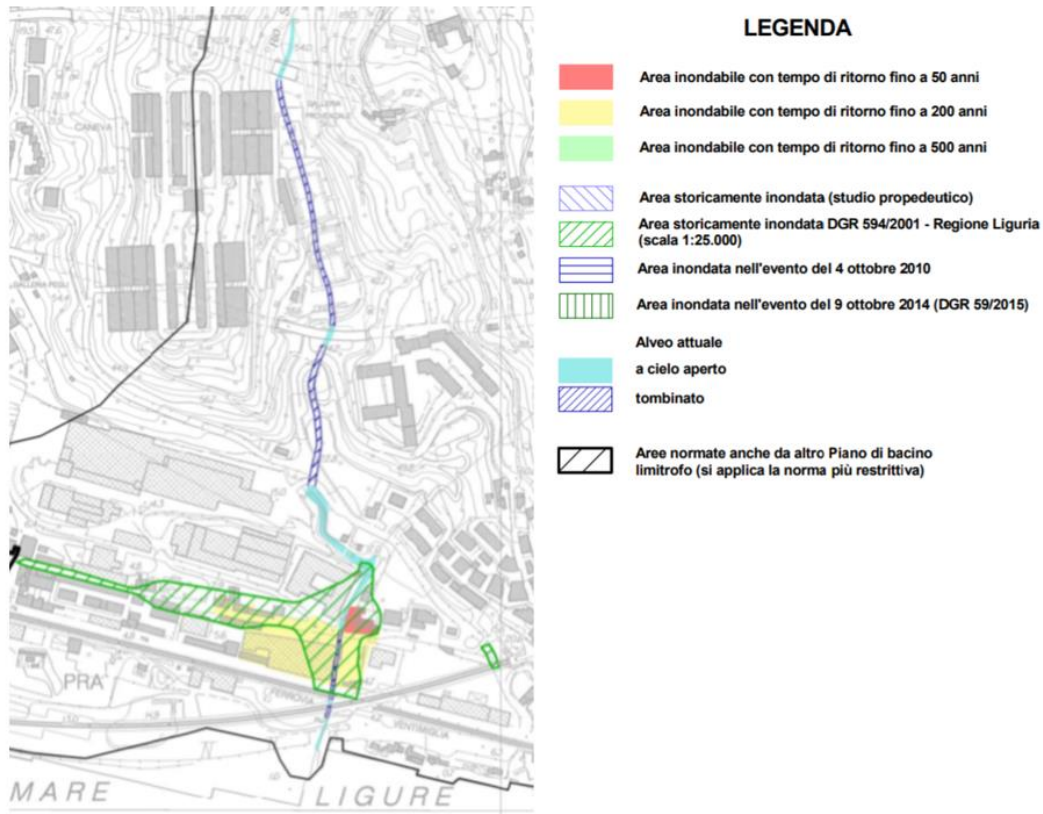 LEGENDA
Area inondabile con tempo di ritorno fino a 50 anni
Area inondabile con tempo di ritorno fino a 200 anni
Area inondabile con tempo di ritorno fino a 500 anni
Area storicamente inondata (studio propedeutico)
Area storicamente inondata DGR 594/2001 - Regione Liguria
(scala 1:25.000)
Area inondata nell'evento del 4 ottobre 2010
Area inondata nell'evento del 9 ottobre 2014 (DGR 59/2015)
Alveo attuale
a cielo aperto
tombinato
Aree normate anche da altro Piano di bacino
limitrofo (si applica la norma più restrittiva)
CANEVA
PRA
FERROVIA
MARE LIGURE